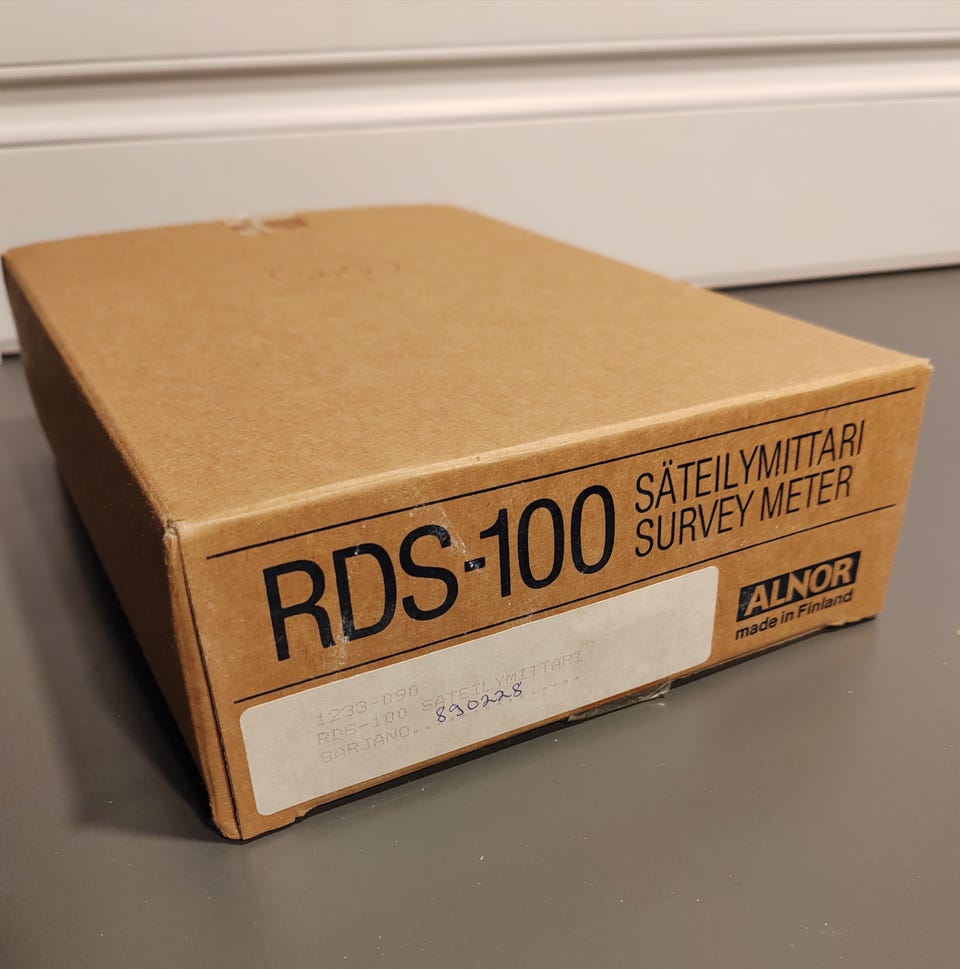 RDS-100
SÄTEILYMITTARI
SURVEY METER
ALNOR
made in Finland
1233-090
RDS-100 SÄTEILYMITTARI
SARJANO..890228......